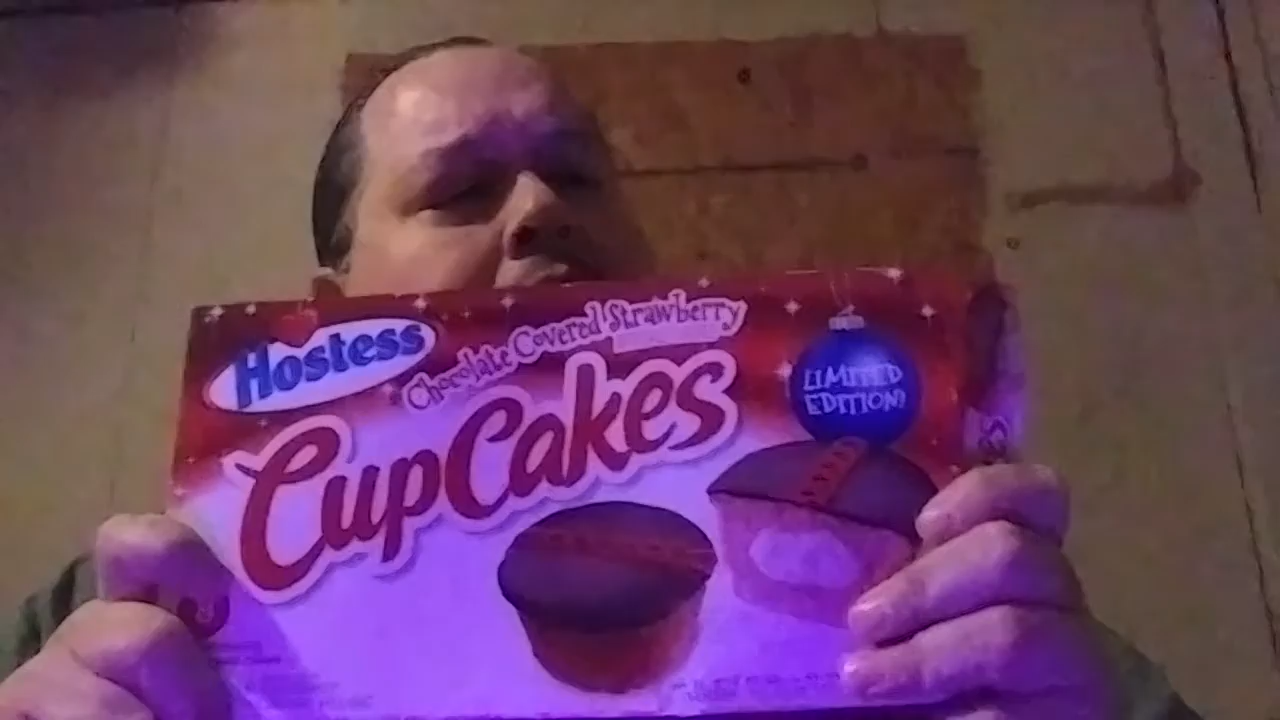 Hostess
Chocolate Covered Strawberry
CupCakes
LIMITED
EDITION!